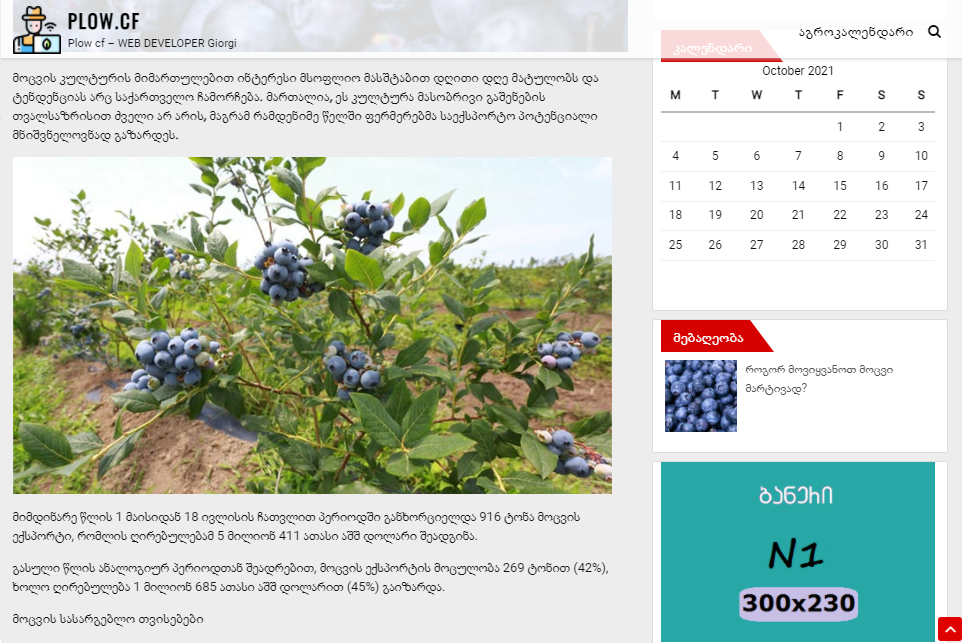 PLOW.CF
Plow cf – WEB DEVELOPER Giorgi
აგროკალენდარი
მოცვის კულტურის მიმართულებით ინტერესი მსოფლიო მასშტაბით დღითი დღე მატულობს და
ტენდენციას არც საქართველო ჩამორჩება. მართალია, ეს კულტურა მასობრივი გაშენების
თვალსაზრისით ძველი არ არის, მაგრამ რამდენიმე წელში ფერმერებმა საექსპორტო პოტენციალი
მნიშვნელოვნად გაზარდეს.
მიმდინარე წლის 1 მაისიდან 18 ივლისის ჩათვლით პერიოდში განხორციელდა 916 ტონა მოცვის
ექსპორტი, რომლის ღირებულებამ 5 მილიონ 411 ათასი აშშ დოლარი შეადგინა.
გასული წლის ანალოგიურ პერიოდთან შეადრებით, მოცვის ექსპორტის მოცულობა 269 ტონით (42%),
ხოლო ღირებულება 1 მილიონ 685 ათასი აშშ დოლარით (45%) გაიზარდა.
მოცვის სასარგებლო თვისებები
კალენდარი
October 2021
M T W T F S S
1 2 3
4 5 6 7 8 9 10
11 12 13 14 15 16 17
18 19 20 21 22 23 24
25 26 27 28 29 30 31
მებაღეობა
როგორ მოვიყვანოთ მოცვი
მარტივად?
ბანერი
N1
300x230